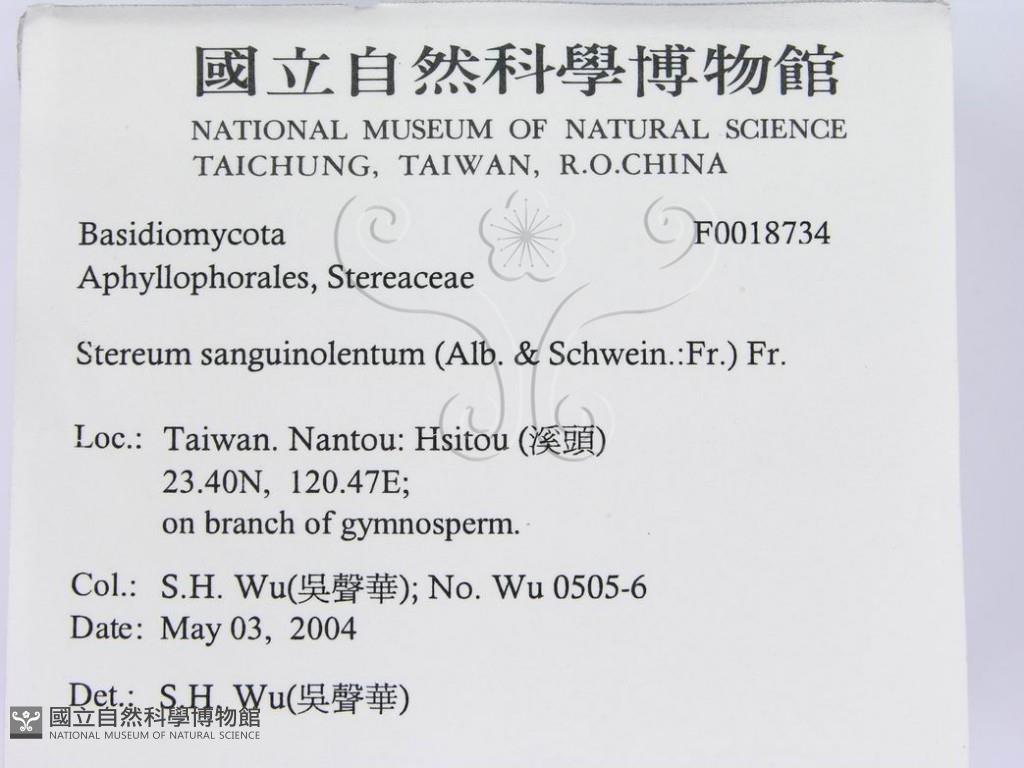 國立自然科學博物館
NATIONAL MUSEUM OF NATURAL SCIENCE
TAICHUNG, TAIWAN, R.O.CHINA
Basidiomycota F0018734
Aphyllophorales, Stereaceae
Stereum sanguinolentum (Alb. & Schwein.:Fr.) Fr.
Loc.: Taiwan. Nantou: Hsitou (溪頭)
23.40N, 120.47E;
on branch of gymnosperm.
Col.: S.H. Wu(吳聲華); No. Wu 0505-6
Date: May 03, 2004
Det.: S.H. Wu(吳聲華)
國立自然科學博物館
NATIONAL MUSEUM OF NATURAL SCIENCE